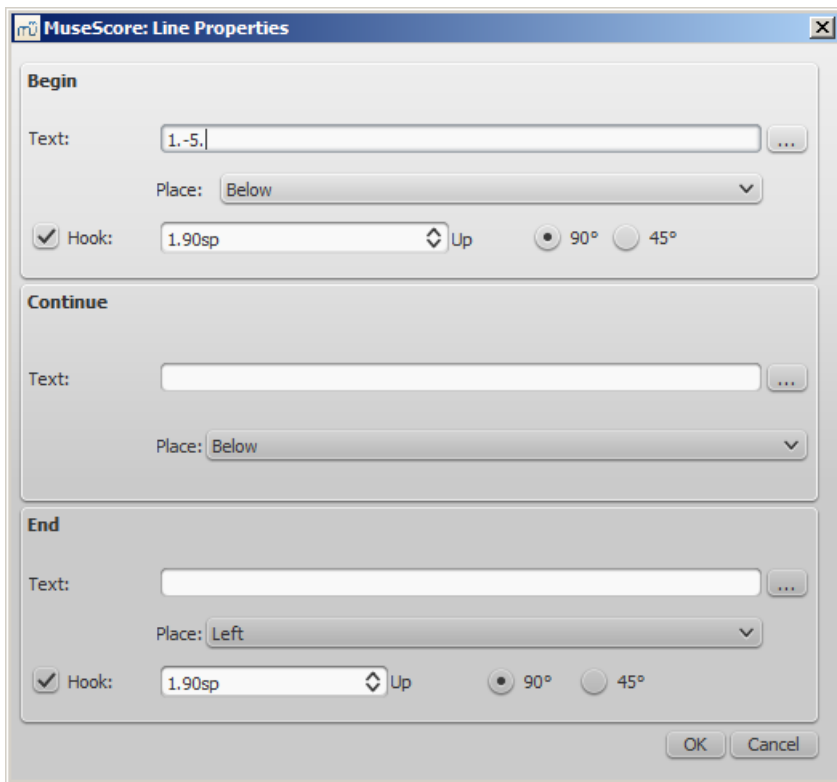 mü MuseScore: Line Properties
Begin
Text: 1.-5. ...
Place: Below
Hook: 1.90sp Up 90° 45°
Continue
Text: ...
Place: Below
End
Text: ...
Place: Left
Hook: 1.90sp Up 90° 45°
OK Cancel